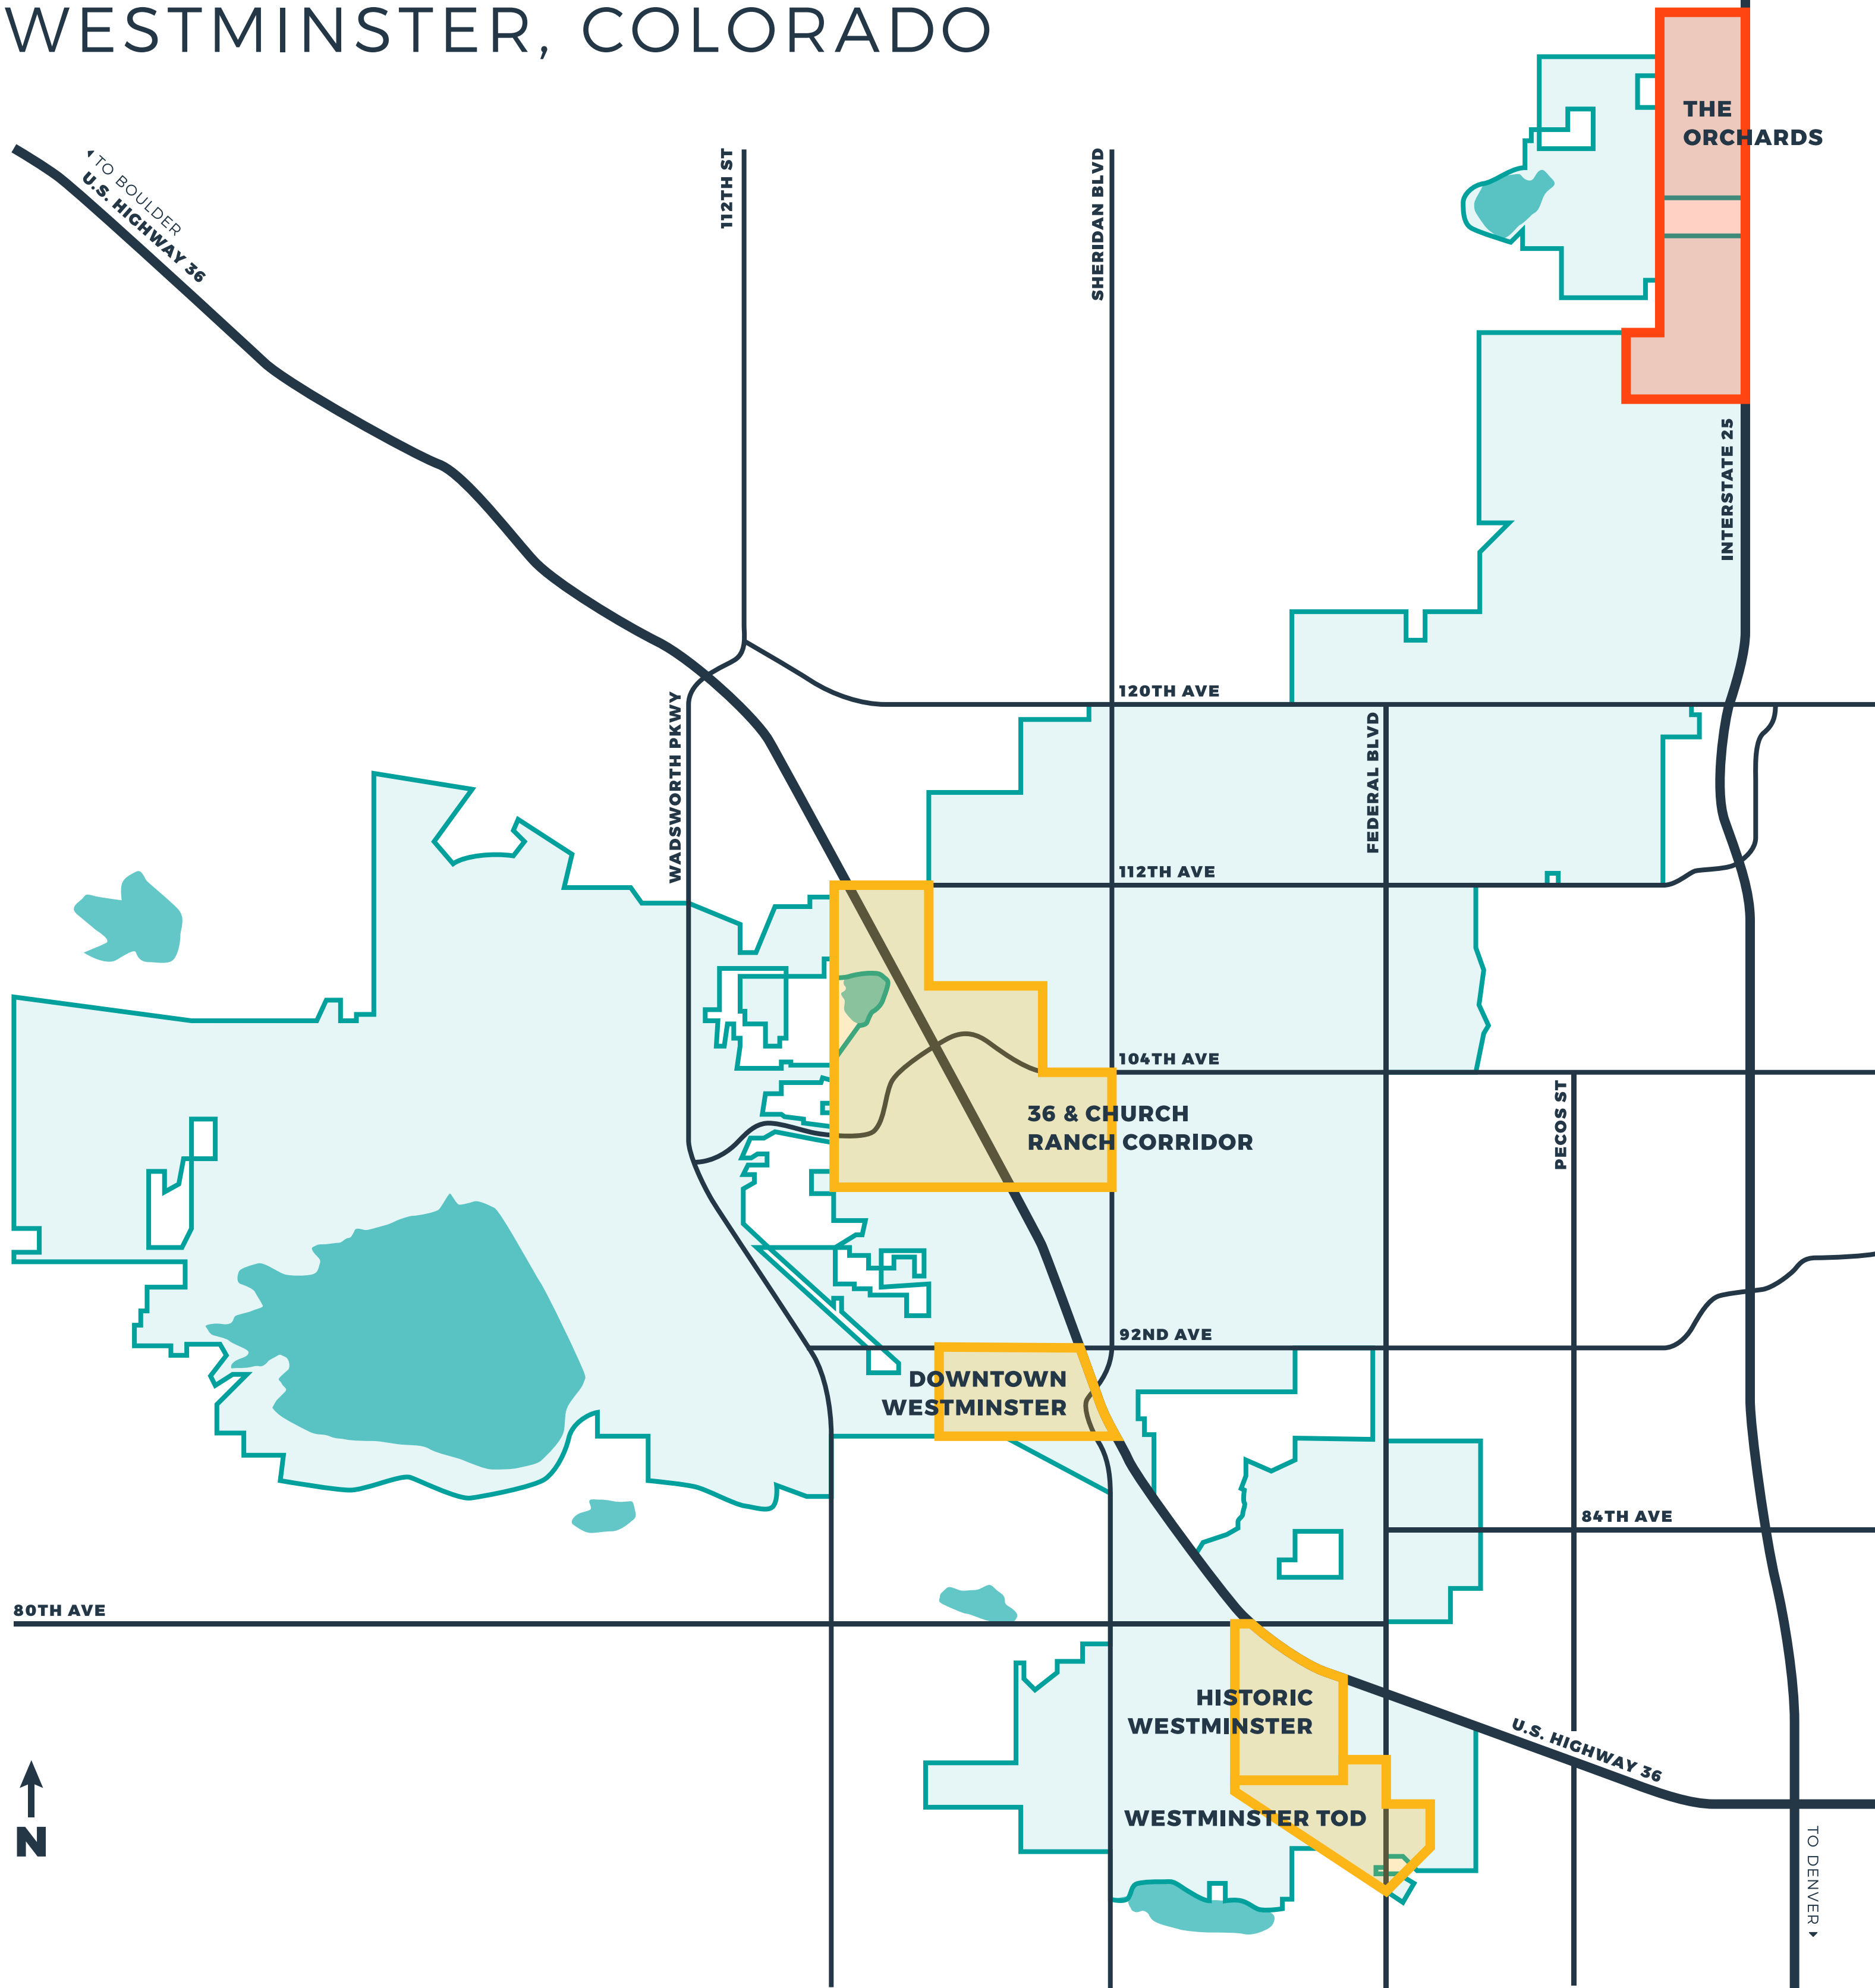 WESTMINSTER, COLORADO
THE
ORCHARDS
TO BOULDER
U.S. HIGHWAY 36
112TH ST
SHERIDAN BLVD
INTERSTATE 25
WADSWORTH PKWY
120TH AVE
FEDERAL BLVD
112TH AVE
104TH AVE
36 & CHURCH
RANCH CORRIDOR
PECOS ST
92ND AVE
DOWNTOWN
WESTMINSTER
84TH AVE
80TH AVE
HISTORIC
WESTMINSTER
U.S. HIGHWAY 36
WESTMINSTER TOD
N
TO DENVER